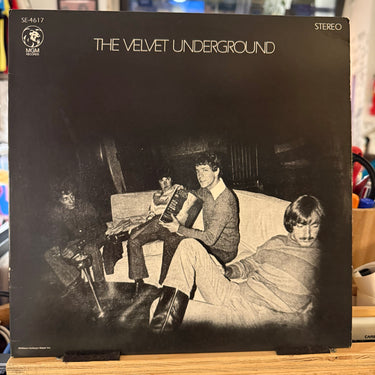 SE-4617
STEREO
MGM
RECORDS
THE VELVET UNDERGROUND